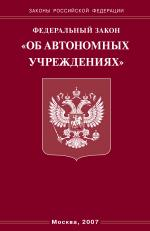 ЗАКОНЫ РОССИЙСКОЙ ФЕДЕРАЦИИ
ФЕДЕРАЛЬНЫЙ ЗАКОН
«ОБ АВТОНОМНЫХ
УЧРЕЖДЕНИЯХ»
Москва, 2007